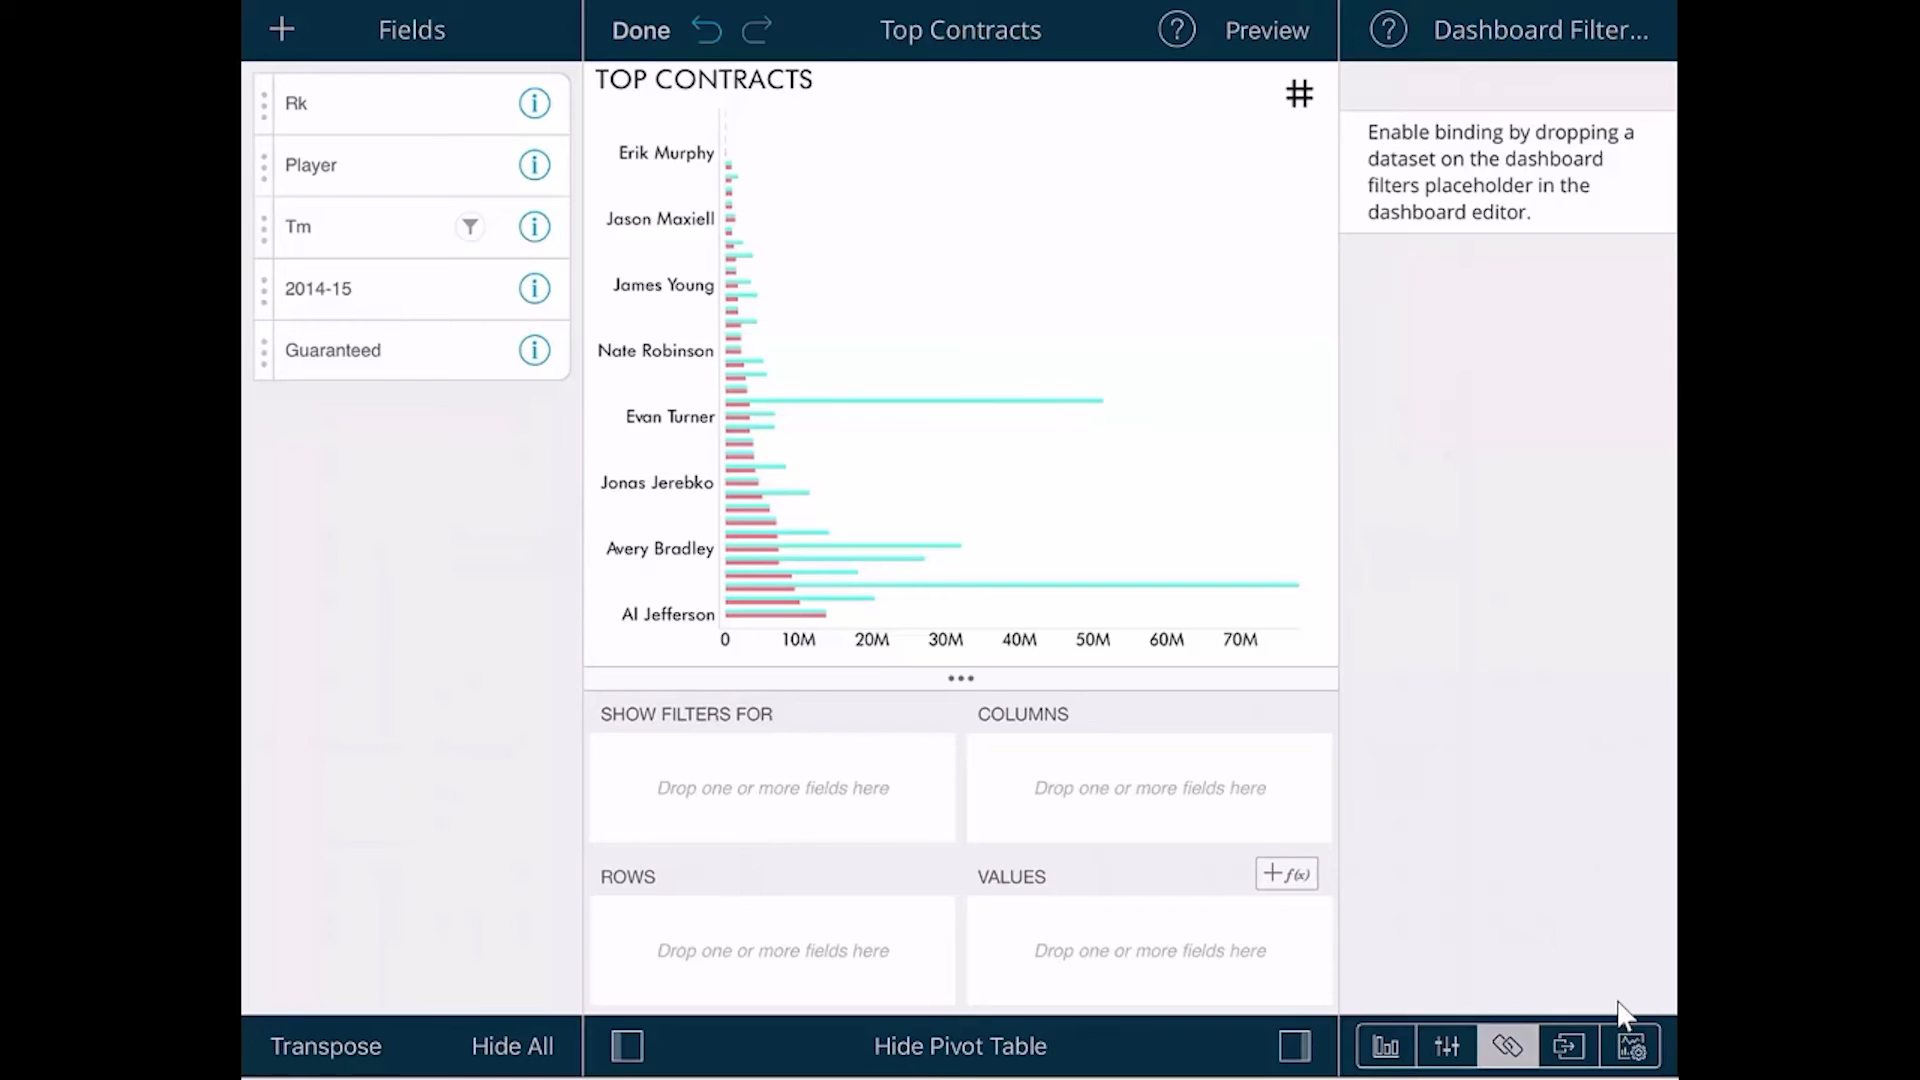 Fields
Done
Top Contracts
Preview
Dashboard Filter...
Rk
Player
Tm
2014-15
Guaranteed
TOP CONTRACTS
#
Erik Murphy
Jason Maxiell
James Young
Nate Robinson
Evan Turner
Jonas Jerebko
Avery Bradley
Al Jefferson
0 10M 20M 30M 40M 50M 60M 70M
Enable binding by dropping a
dataset on the dashboard
filters placeholder in the
dashboard editor.
SHOW FILTERS FOR
Drop one or more fields here
COLUMNS
Drop one or more fields here
ROWS
Drop one or more fields here
VALUES
+f(x)
Drop one or more fields here
Transpose
Hide All
Hide Pivot Table